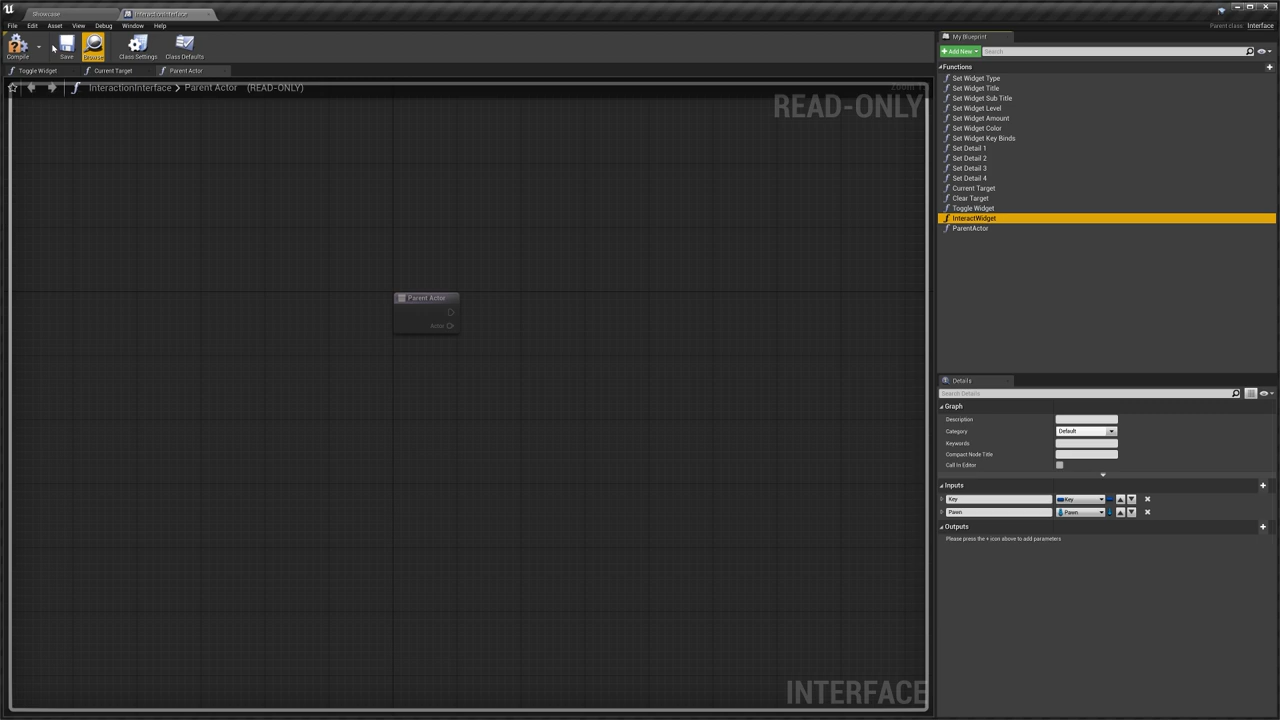 Showcase
InteractionInterface
File Edit Asset View Debug Window Help
Parent class: Interface
Compile
Save
Browse
Class Settings
Class Defaults
Toggle Widget
Current Target
Parent Actor
InteractionInterface > Parent Actor (READ-ONLY)
READ-ONLY
Parent Actor
Actor
INTERFACE
My Blueprint
+ Add New
Search
Functions
Set Widget Type
Set Widget Title
Set Widget Sub Title
Set Widget Level
Set Widget Amount
Set Widget Color
Set Widget Key Binds
Set Detail 1
Set Detail 2
Set Detail 3
Set Detail 4
Current Target
Clear Target
Toggle Widget
InteractWidget
ParentActor
Details
Search Details
Graph
Description
Category Default
Keywords
Compact Node Title
Call In Editor
Inputs
Key Key
Pawn Pawn
Outputs
Please press the + icon above to add parameters